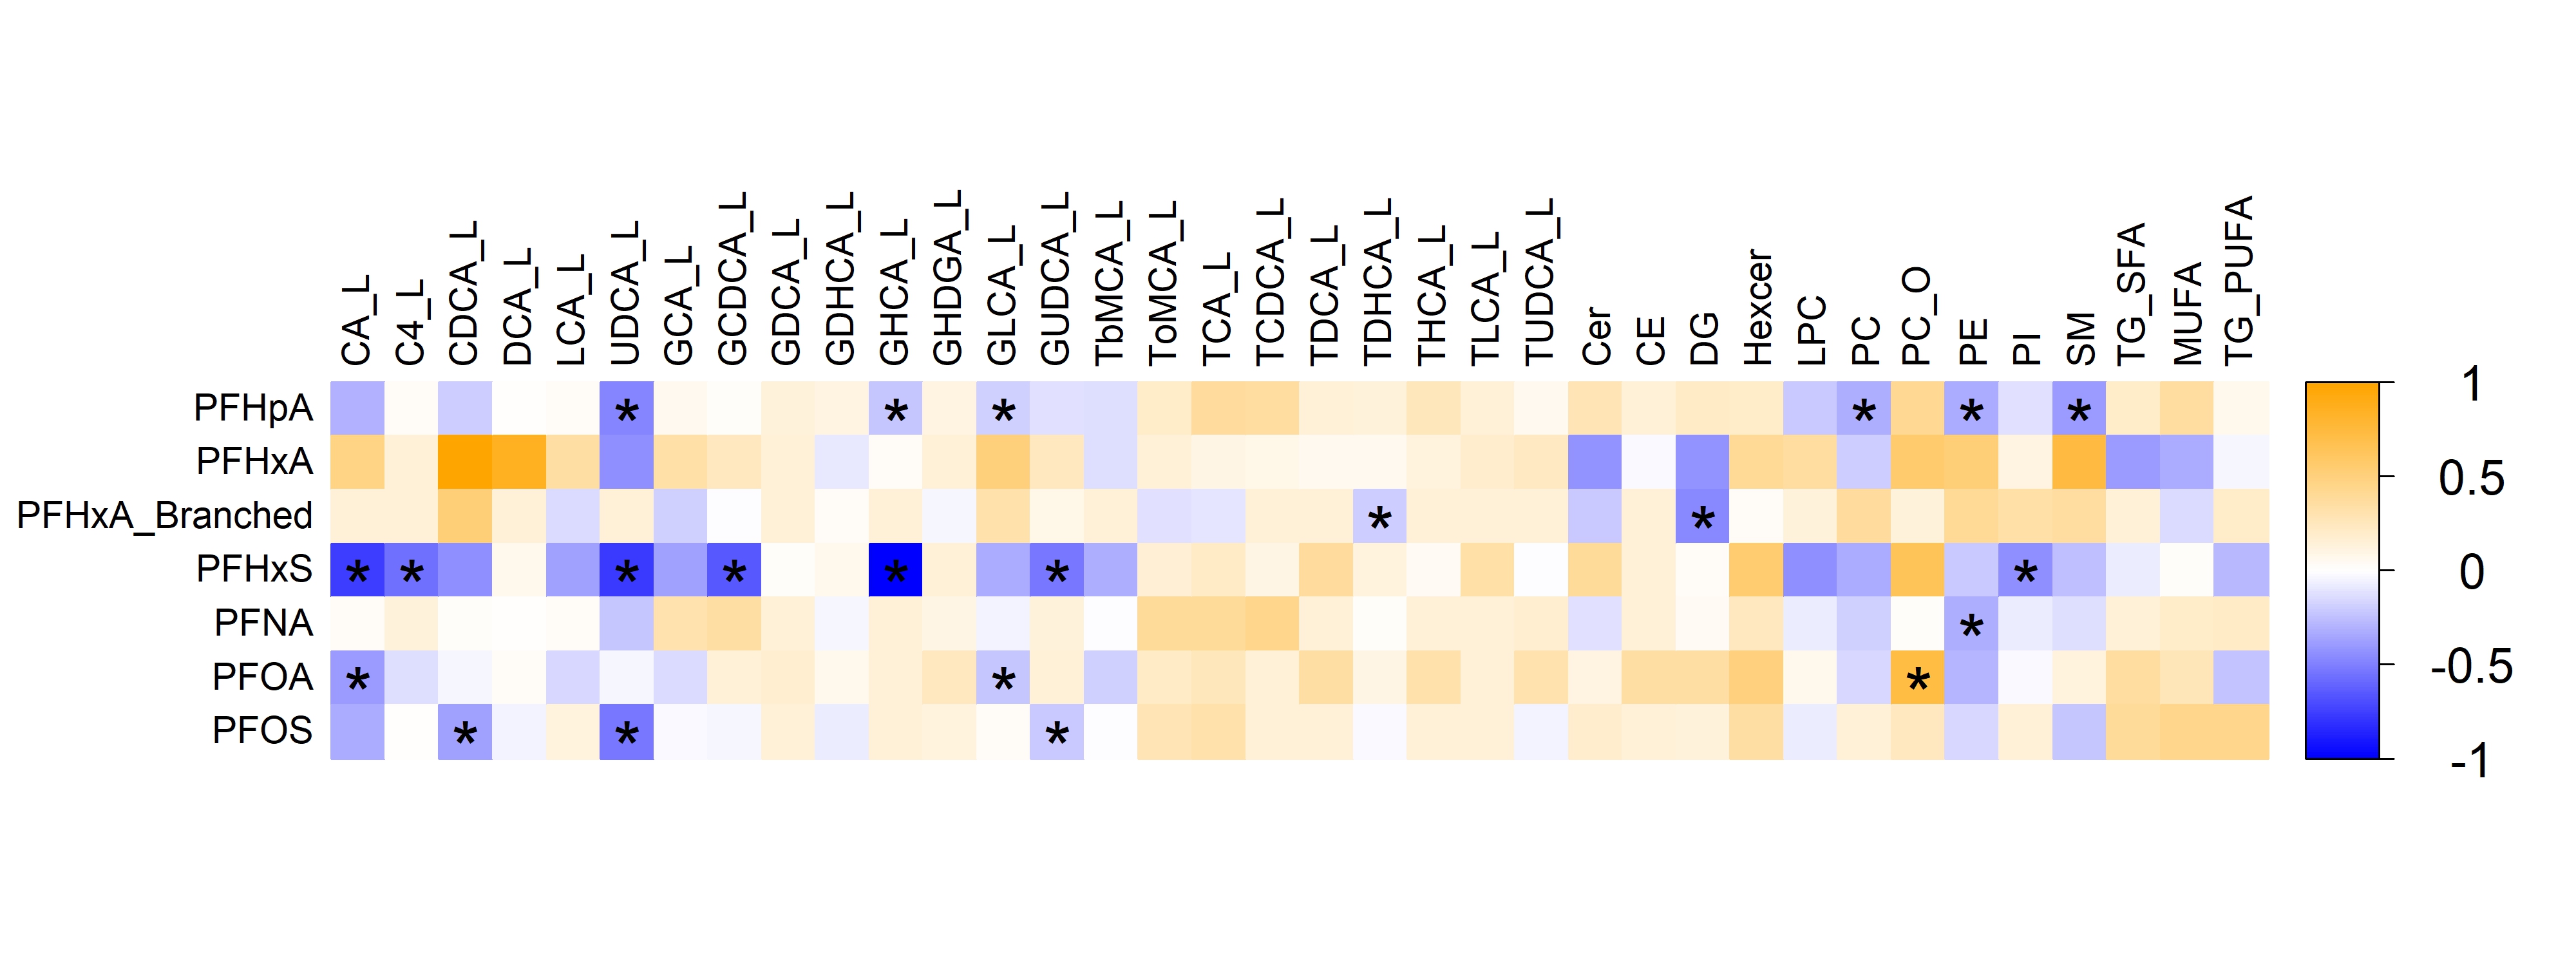 CA_L
C4_L
CDCA_L
DCA_L
LCA_L
UDCA_L
GCA_L
GCDCA_L
GDCA_L
GDHCA_L
GHCA_L
GHDGA_L
GLCA_L
GUDCA_L
TbMCA_L
ToMCA_L
TCA_L
TCDCA_L
TDCA_L
TDHCA_L
THCA_L
TLCA_L
TUDCA_L
Cer
CE
DG
Hexcer
LPC
PC
PC_O
PE
PI
SM
TG_SFA
MUFA
TG_PUFA
PFHpA * * * * * *
PFHxA
PFHxA_Branched * *
PFHxS * * * * * * *
PFNA *
PFOA * * *
PFOS * * *
1
0.5
0
-0.5
-1